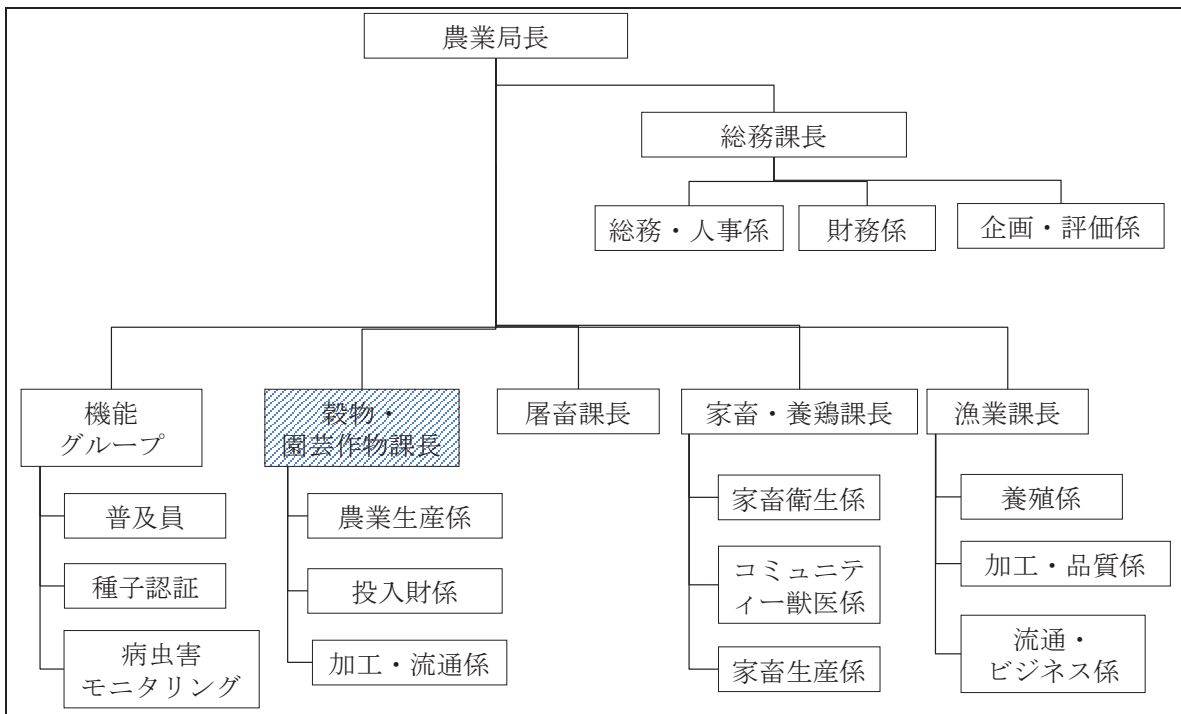 農業局長
総務課長
総務・人事係
財務係
企画・評価係
機能
グループ
穀物・
園芸作物課長
屠畜課長
家畜・養鶏課長
漁業課長
普及員
種子認証
病虫害
モニタリング
農業生産係
投入財係
加工・流通係
家畜衛生係
コミュニテ
ィー獣医係
家畜生産係
養殖係
加工・品質係
流通・
ビジネス係